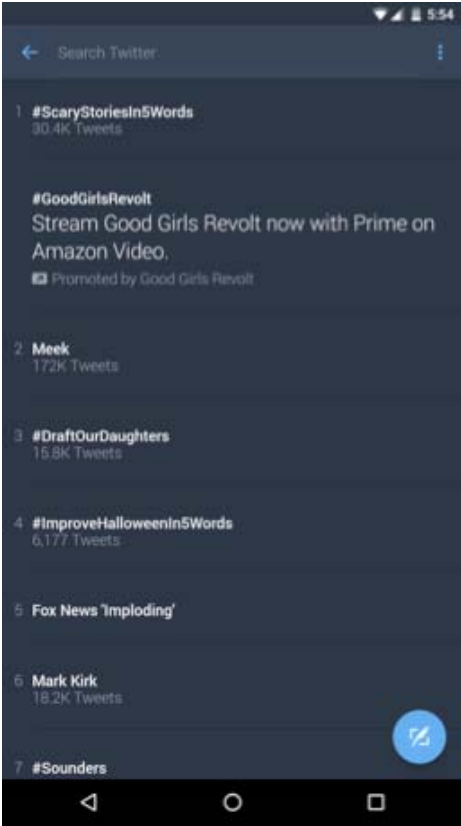 5:54
Search Twitter
1 #ScaryStoriesIn5Words
30.4K Tweets
#GoodGirlsRevolt
Stream Good Girls Revolt now with Prime on
Amazon Video.
Promoted by Good Girls Revolt
2 Meek
172K Tweets
3 #DraftOurDaughters
15.8K Tweets
4 #ImproveHalloweenIn5Words
6,177 Tweets
5 Fox News 'Imploding'
6 Mark Kirk
18.2K Tweets
7 #Sounders